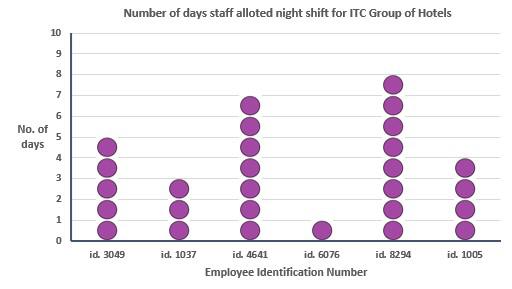 Number of days staff alloted night shift for ITC Group of Hotels
10
9
8
7
6
5
4
3
2
1
0
No. of
days
id. 3049 id. 1037 id. 4641 id. 6076 id. 8294 id. 1005
Employee Identification Number